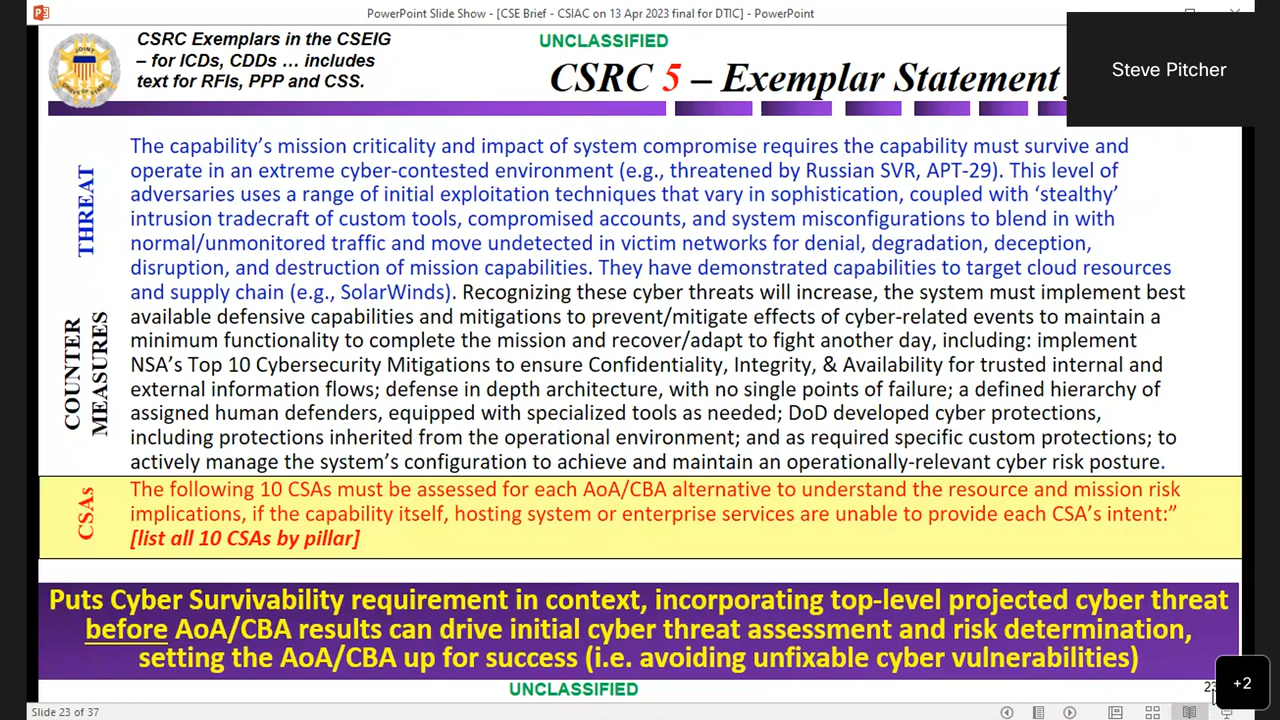 PowerPoint Slide Show - [CSE Brief - CSIAC on 13 Apr 2023 final for DTIC] - PowerPoint
CSRC Exemplars in the CSEIG
– for ICDs, CDDs … includes
text for RFIs, PPP and CSS.
UNCLASSIFIED
CSRC 5 – Exemplar Statement
Steve Pitcher
THREAT
The capability’s mission criticality and impact of system compromise requires the capability must survive and
operate in an extreme cyber-contested environment (e.g., threatened by Russian SVR, APT-29). This level of
adversaries uses a range of initial exploitation techniques that vary in sophistication, coupled with ‘stealthy’
intrusion tradecraft of custom tools, compromised accounts, and system misconfigurations to blend in with
normal/unmonitored traffic and move undetected in victim networks for denial, degradation, deception,
disruption, and destruction of mission capabilities. They have demonstrated capabilities to target cloud resources
and supply chain (e.g., SolarWinds). Recognizing these cyber threats will increase, the system must implement best
COUNTER
MEASURES
available defensive capabilities and mitigations to prevent/mitigate effects of cyber-related events to maintain a
minimum functionality to complete the mission and recover/adapt to fight another day, including: implement
NSA’s Top 10 Cybersecurity Mitigations to ensure Confidentiality, Integrity, & Availability for trusted internal and
external information flows; defense in depth architecture, with no single points of failure; a defined hierarchy of
assigned human defenders, equipped with specialized tools as needed; DoD developed cyber protections,
including protections inherited from the operational environment; and as required specific custom protections; to
actively manage the system’s configuration to achieve and maintain an operationally-relevant cyber risk posture.
CSAs
The following 10 CSAs must be assessed for each AoA/CBA alternative to understand the resource and mission risk
implications, if the capability itself, hosting system or enterprise services are unable to provide each CSA’s intent:”
[list all 10 CSAs by pillar]
Puts Cyber Survivability requirement in context, incorporating top-level projected cyber threat
before AoA/CBA results can drive initial cyber threat assessment and risk determination,
setting the AoA/CBA up for success (i.e. avoiding unfixable cyber vulnerabilities)
UNCLASSIFIED
+2
Slide 23 of 37